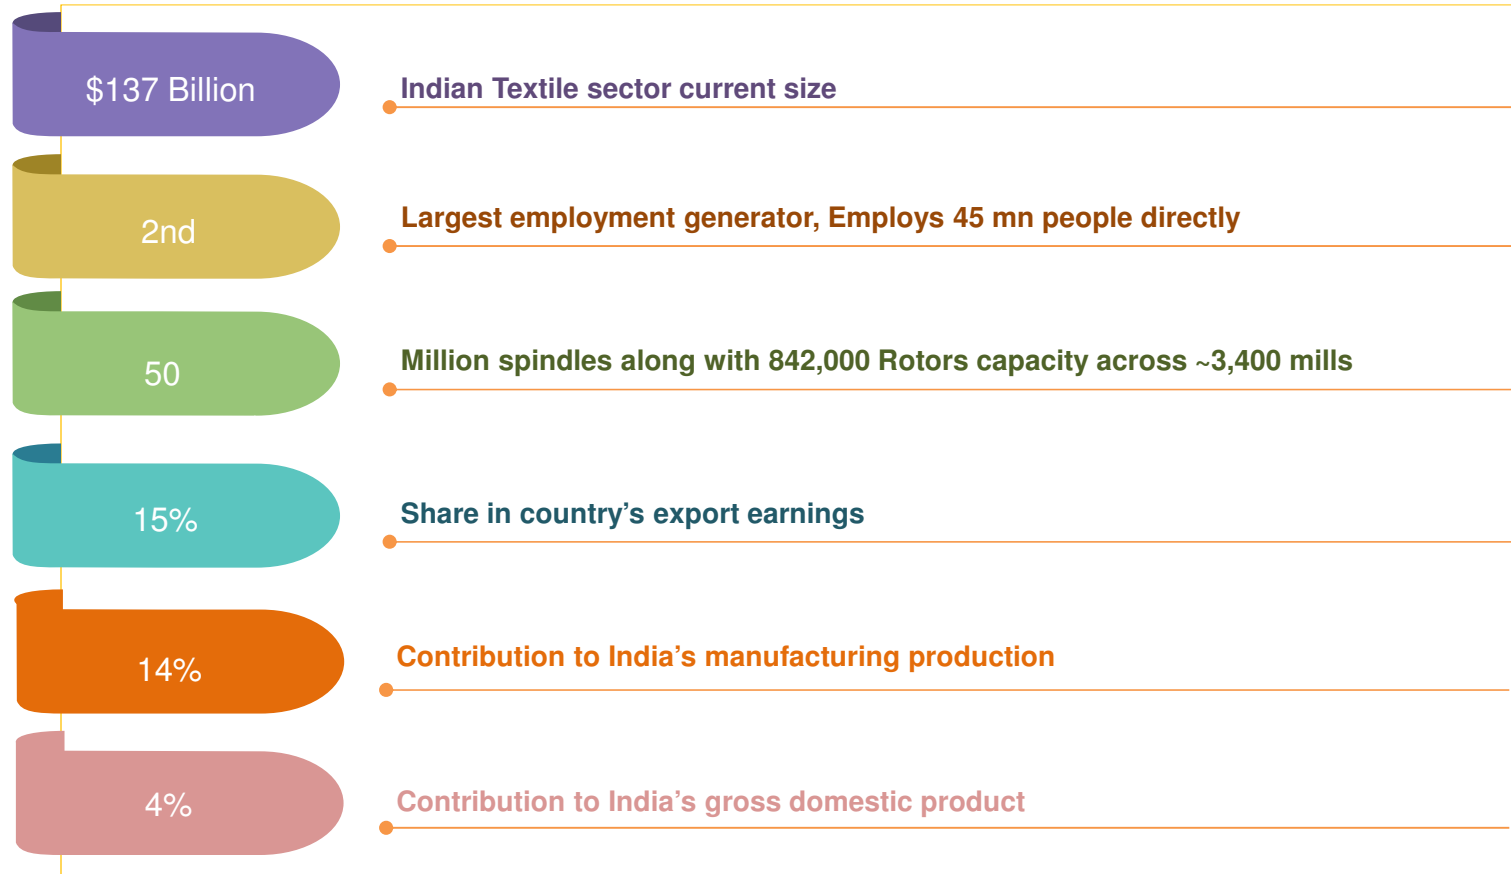 $137 Billion
Indian Textile sector current size
2nd
Largest employment generator, Employs 45 mn people directly
50
Million spindles along with 842,000 Rotors capacity across ~3,400 mills
15%
Share in country’s export earnings
14%
Contribution to India’s manufacturing production
4%
Contribution to India’s gross domestic product